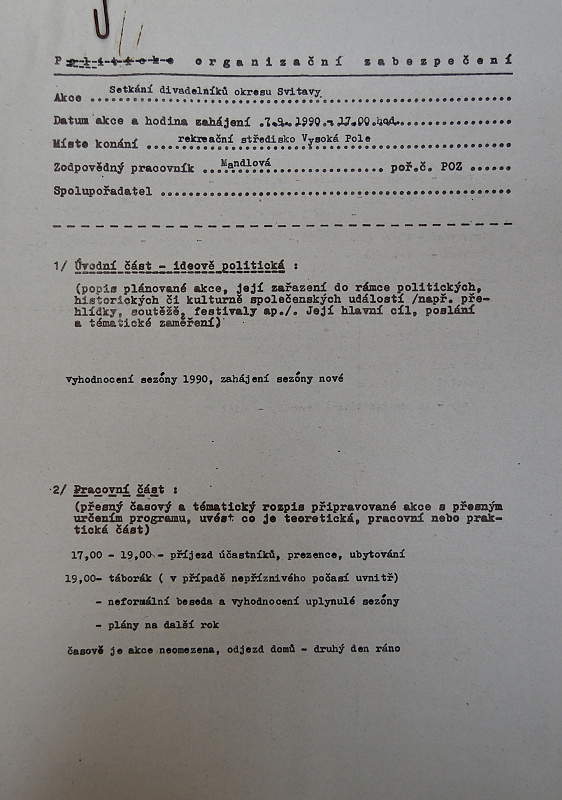 organizační zabezpečení
Akce Setkání divadelníků okresu Svitavy
Datum akce a hodina zahájení 7.9. 1990 - 17.00 hod.
Místo konání rekreační středisko Vysoká Pole
Zodpovědný pracovník Mandlová poř.č. POZ
Spolupořadatel
1/ Úvodní část - ideově politická :
(popis plánované akce, její zařazení do rámce politických,
historických či kulturně společenských událostí /např. pře-
hlídky, soutěžě, festivaly ap./. Její hlavní cíl, poslání
a tématické zaměření)
vyhodnocení sezóny 1990, zahájení sezóny nové
2/ Pracovní část :
(přesný časový a tématický rozpis připravované akce s přesným
určením programu, uvést co je teoretická, pracovní nebo prak-
tická část)
17,00 - 19,00 - příjezd účastníků, prezence, ubytování
19,00- táborák ( v případě nepříznivého počasí uvnitř)
- neformální beseda a vyhodnocení uplynulé sezóny
- plány na další rok
časově je akce neomezena, odjezd domů - druhý den ráno